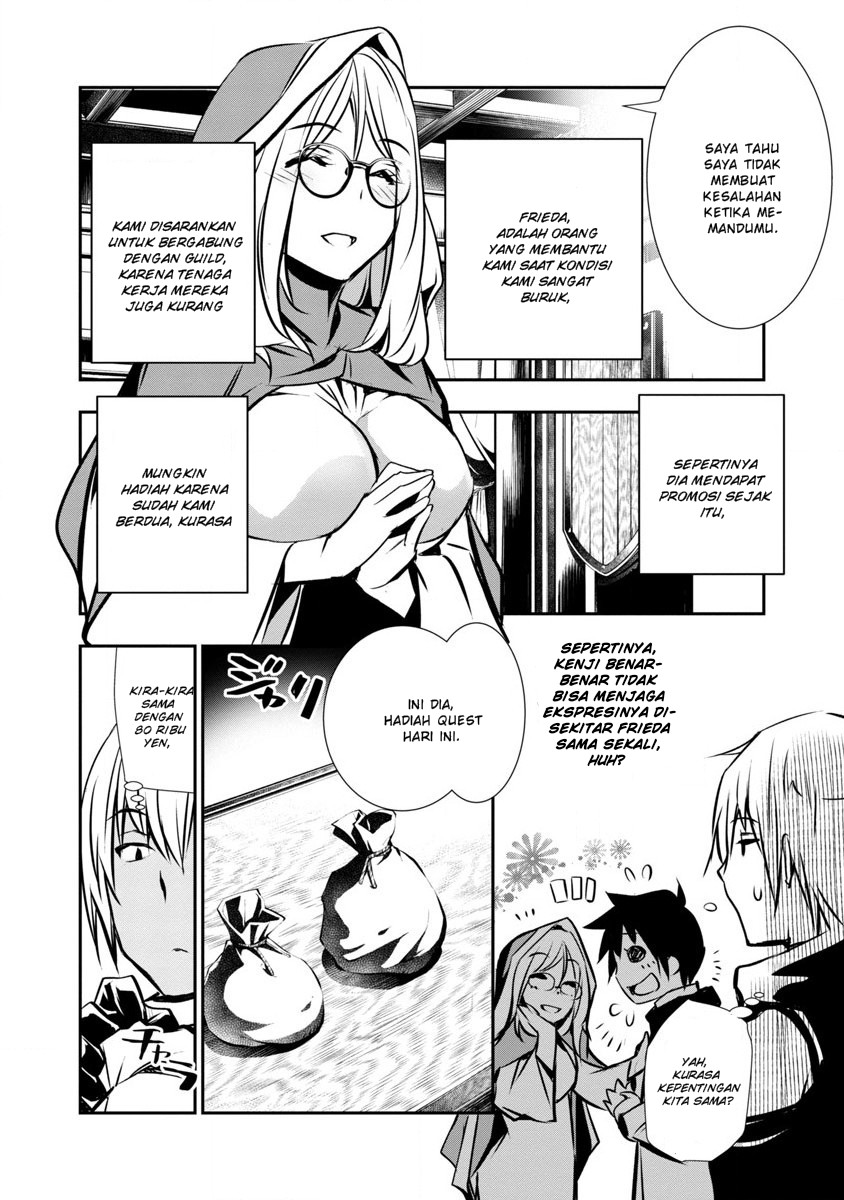 SAYA TAHU
SAYA TIDAK
MEMBUAT
KESALAHAN
KETIKA ME-
MANDUMU.
FRIEDA,
ADALAH ORANG
YANG MEMBANTU
KAMI SAAT KONDISI
KAMI SANGAT
BURUK,
KAMI DISARANKAN
UNTUK BERGABUNG
DENGAN GUILD,
KARENA TENAGA
KERJA MEREKA
JUGA KURANG
SEPERTINYA
DIA MENDAPAT
PROMOSI SEJAK
ITU,
MUNGKIN
HADIAH KARENA
SUDAH KAMI
BERDUA, KURASA
SEPERTINYA,
KENJI BENAR-
BENAR TIDAK
BISA MENJAGA
EKSPRESINYA DI-
SEKITAR FRIEDA
SAMA SEKALI,
HUH?
YAH,
KURASA
KEPENTINGAN
KITA SAMA?
INI DIA,
HADIAH QUEST
HARI INI.
ジャリ
KIRA-KIRA
SAMA
DENGAN
80 RIBU
YEN,
チャラ